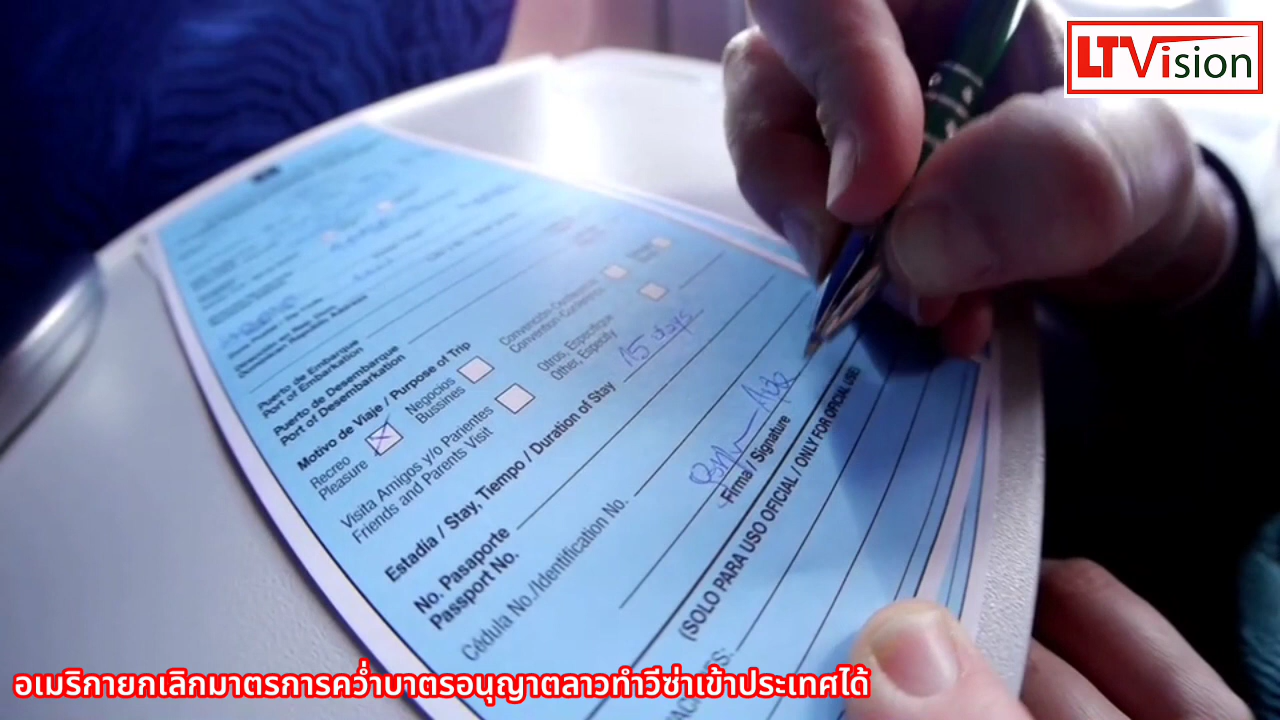 LTVision
Dominican Republic Address
Puerto de Embarque
Port of Embarkation
Puerto de Desembarque
Port of Desembarkation
Motivo de Viaje / Purpose of Trip
Recreo
Pleasure
Negocios
Bussines
Convención-Conferencia
Convention-Conference
Visita Amigos y/o Parientes
Friends and Parents Visit
Otros, Especifique
Other, Especify
Estadía / Stay, Tiempo / Duration of Stay 15 days
No. Pasaporte
Passport No.
Cédula No./Identification No.
Firma / Signature
(SOLO PARA USO OFICIAL / ONLY FOR OFICIAL USE)
อเมริกายกเลิกมาตรการคว่ำบาตรอนุญาตลาวทำวีซ่าเข้าประเทศได้